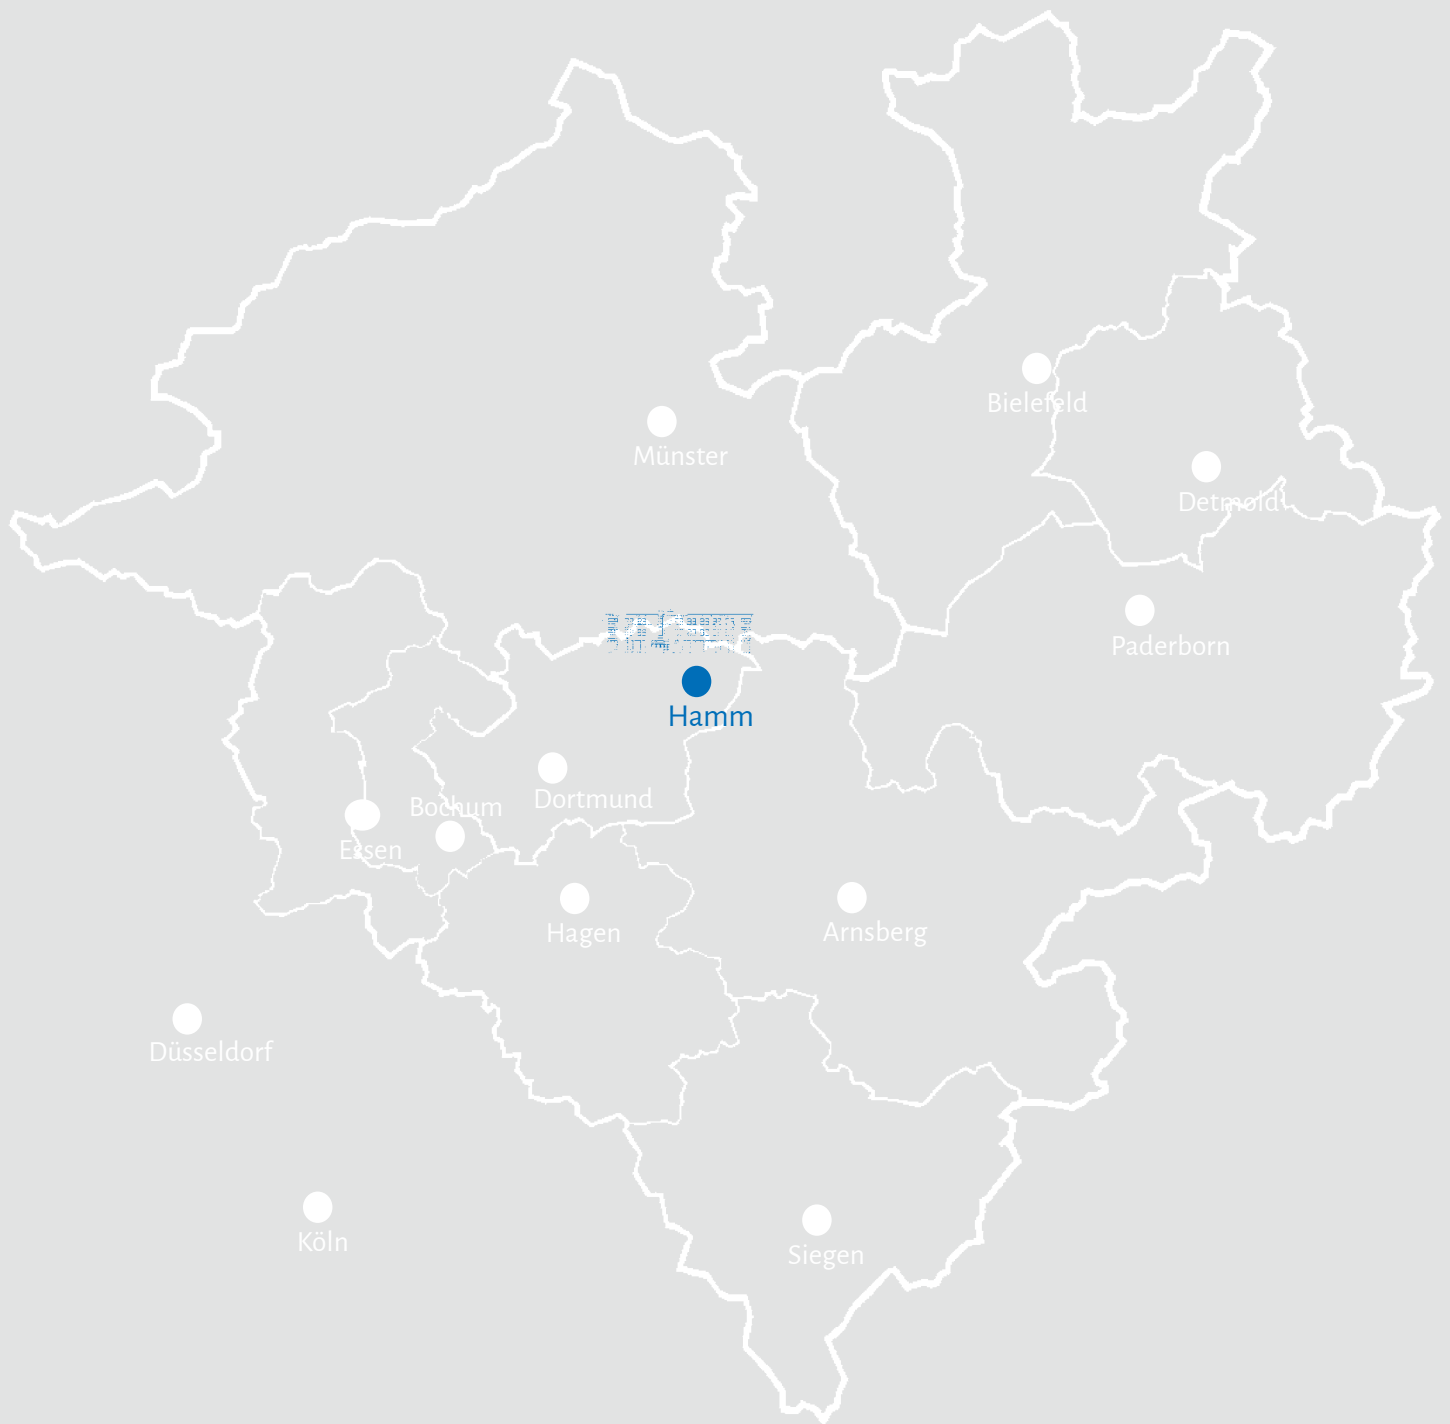 Bielefeld
Münster
Detmold
Paderborn
Hamm
Dortmund
Bochum
Essen
Hagen
Arnsberg
Düsseldorf
Köln
Siegen